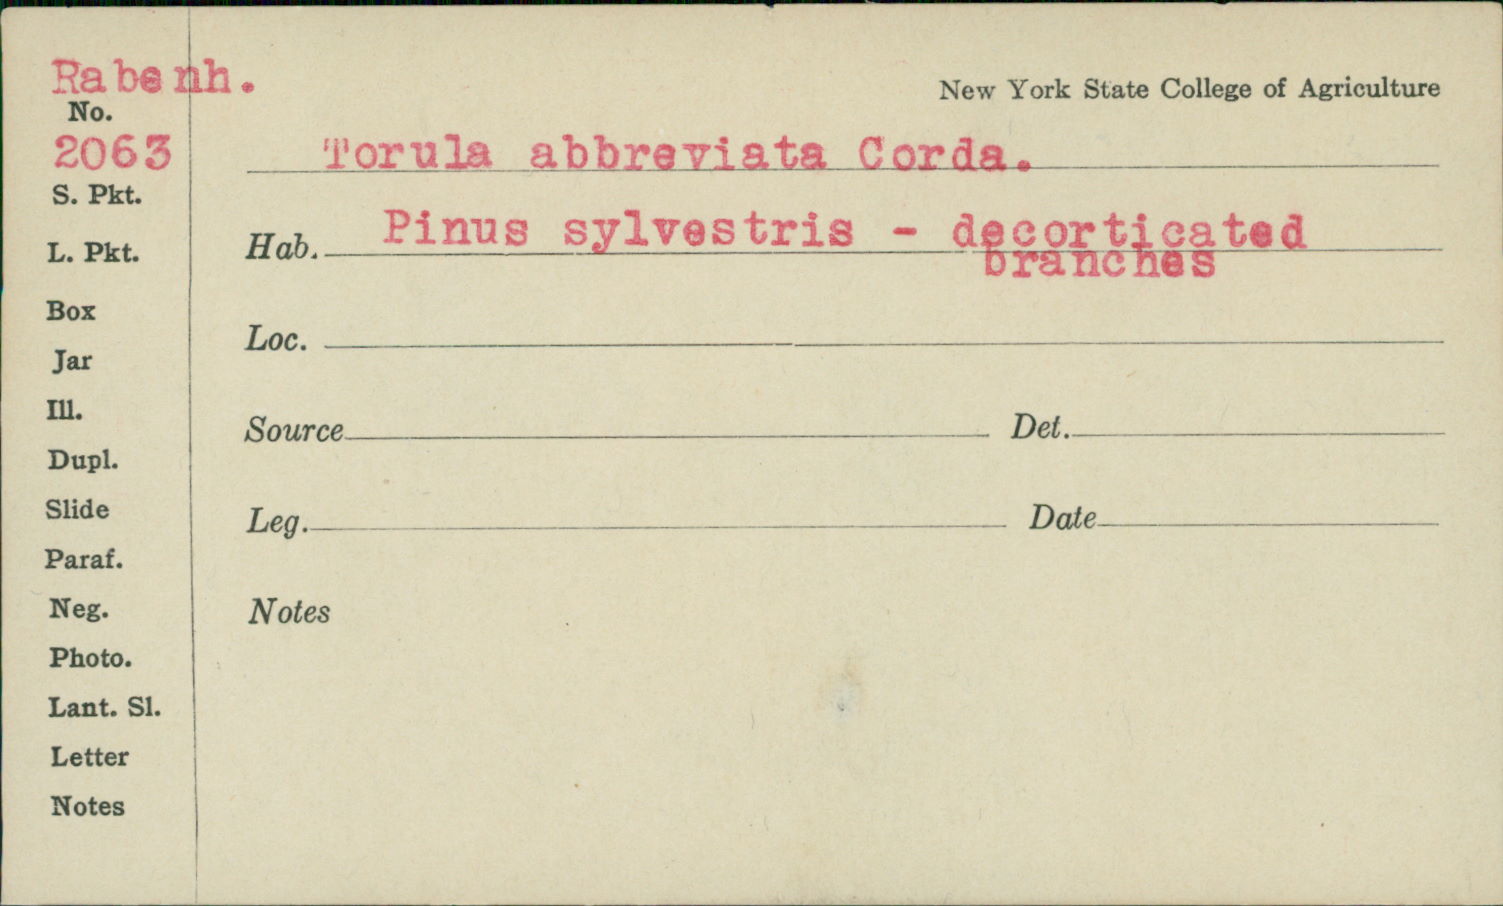 Rabenh.
New York State College of Agriculture
No.
2063
Torula abbreviata Corda.
S. Pkt.
Hab. Pinus sylvestris - decorticated
branches
L. Pkt.
Box
Loc.
Jar
Ill.
Source Det.
Dupl.
Slide
Leg. Date
Paraf.
Neg.
Notes
Photo.
Lant. Sl.
Letter
Notes